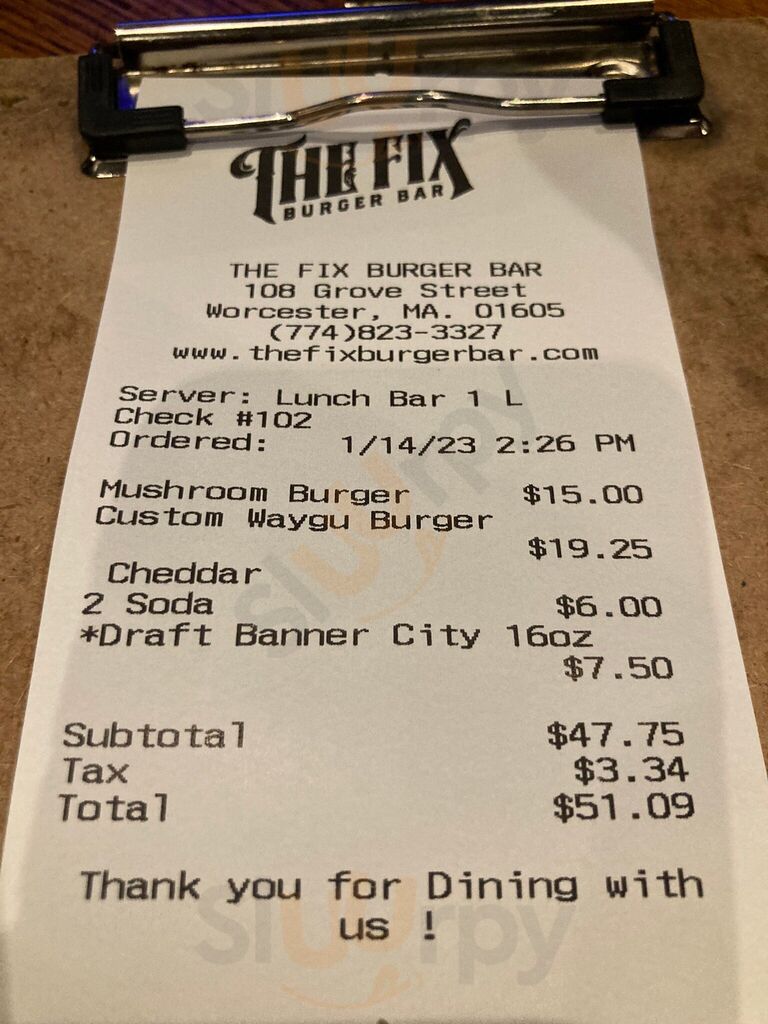 THE FIX
BURGER BAR
THE FIX BURGER BAR
108 Grove Street
Worcester, MA. 01605
(774)823-3327
www.thefixburgerbar.com
Server: Lunch Bar 1 L
Check #102
Ordered: 1/14/23 2:26 PM
Mushroom Burger $15.00
Custom Waygu Burger
$19.25
Cheddar
2 Soda $6.00
*Draft Banner City 16oz
$7.50
Subtotal $47.75
Tax $3.34
Total $51.09
Thank you for Dining with
us !
sluurpy
sluurpy
sluurpy